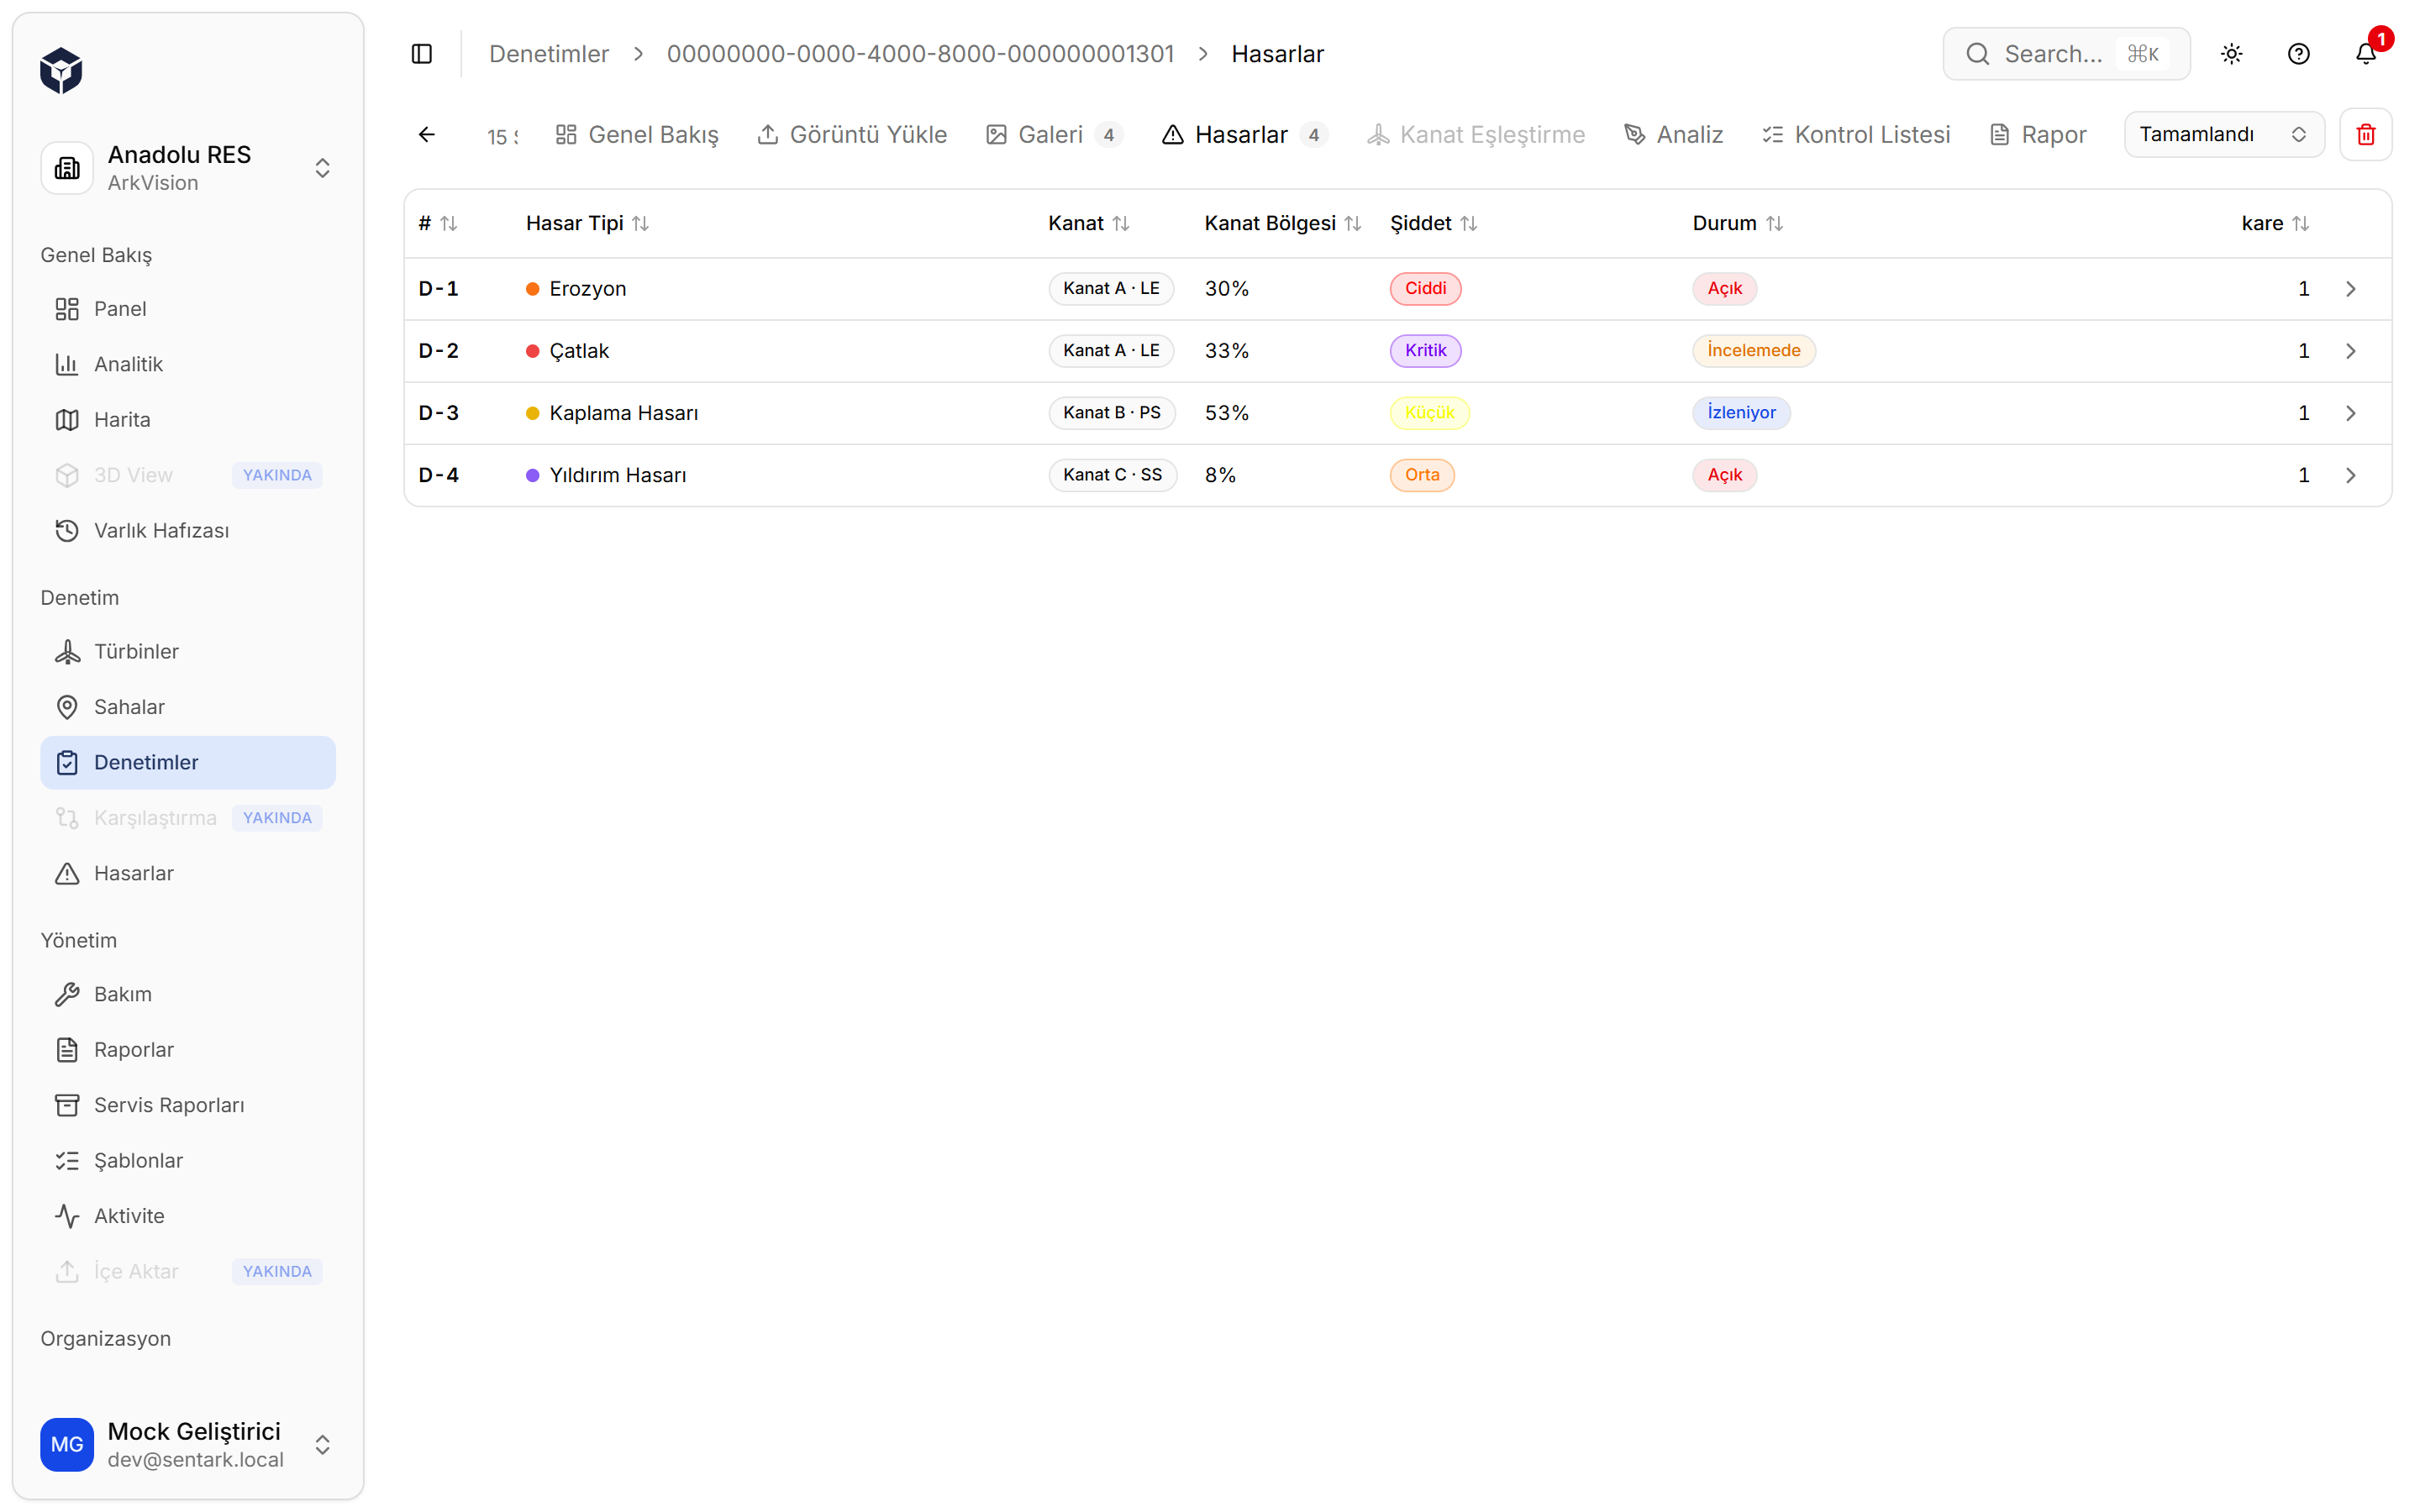 Denetimler > 00000000-0000-4000-8000-000000001301 > Hasarlar
Search... ⌘K
1
Anadolu RES
ArkVision
Genel Bakış
Panel
Analitik
Harita
3D View YAKINDA
Varlık Hafızası
Denetim
Türbinler
Sahalar
Denetimler
Karşılaştırma YAKINDA
Hasarlar
Yönetim
Bakım
Raporlar
Servis Raporları
Şablonlar
Aktivite
İçe Aktar YAKINDA
Organizasyon
MG
Mock Geliştirici
dev@sentark.local
15 Genel Bakış Görüntü Yükle Galeri 4 Hasarlar 4 Kanat Eşleştirme Analiz Kontrol Listesi Rapor Tamamlandı
# Hasar Tipi Kanat Kanat Bölgesi Şiddet Durum kare
D-1 Erozyon Kanat A · LE 30% Ciddi Açık 1
D-2 Çatlak Kanat A · LE 33% Kritik İncelemede 1
D-3 Kaplama Hasarı Kanat B · PS 53% Küçük İzleniyor 1
D-4 Yıldırım Hasarı Kanat C · SS 8% Orta Açık 1